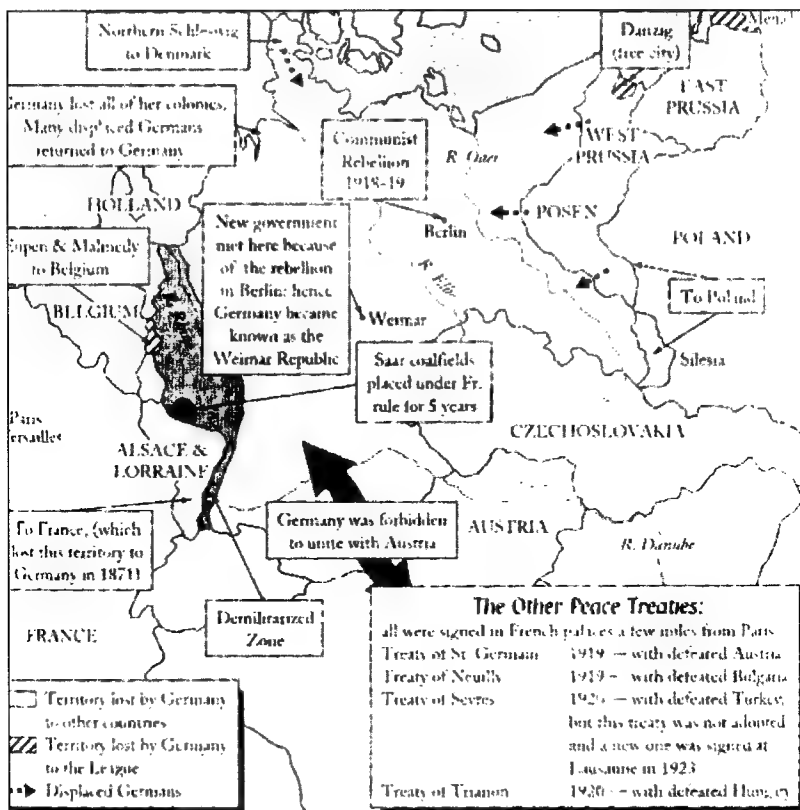 Northern Schleswig
to Denmark
Danzag
(free city)
EAST
PRUSSIA
Germany lost all of her colonies.
Many displaced Germans
returned to Germany
Communist
Rebellion
1918-19
R. Oder
WEST
PRUSSIA
HOLLAND
POSEN
New government
met here because
of the rebellion
in Berlin: hence
Germany became
known as the
Weimar Republic
Berlin
POLAND
Eupen & Malmedy
to Belgium
R. Elbe
To Poland
BELGIUM
Weimar
Silesia
Saar coalfields
placed under Fr.
rule for 5 years
Paris
ersailles
CZECHOSLOVAKIA
ALSACE &
LORRAINE
Germany was forbidden
to unite with Austria
AUSTRIA
R. Danube
To France, (which
lost this territory to
Germany in 1871)
Demilitarized
Zone
FRANCE
The Other Peace Treaties:
all were signed in French palaces a few miles from Paris
Treaty of St. Germain 1919 — with defeated Austria
Treaty of Neuilly 1919 — with defeated Bulgaria
Treaty of Sevres 1920 — with defeated Turkey,
but this treaty was not adopted
and a new one was signed at
Lausanne in 1923
Treaty of Trianon 1920 — with defeated Hungary
Territory lost by Germany
to other countries
Territory lost by Germany
to the League
Displaced Germans